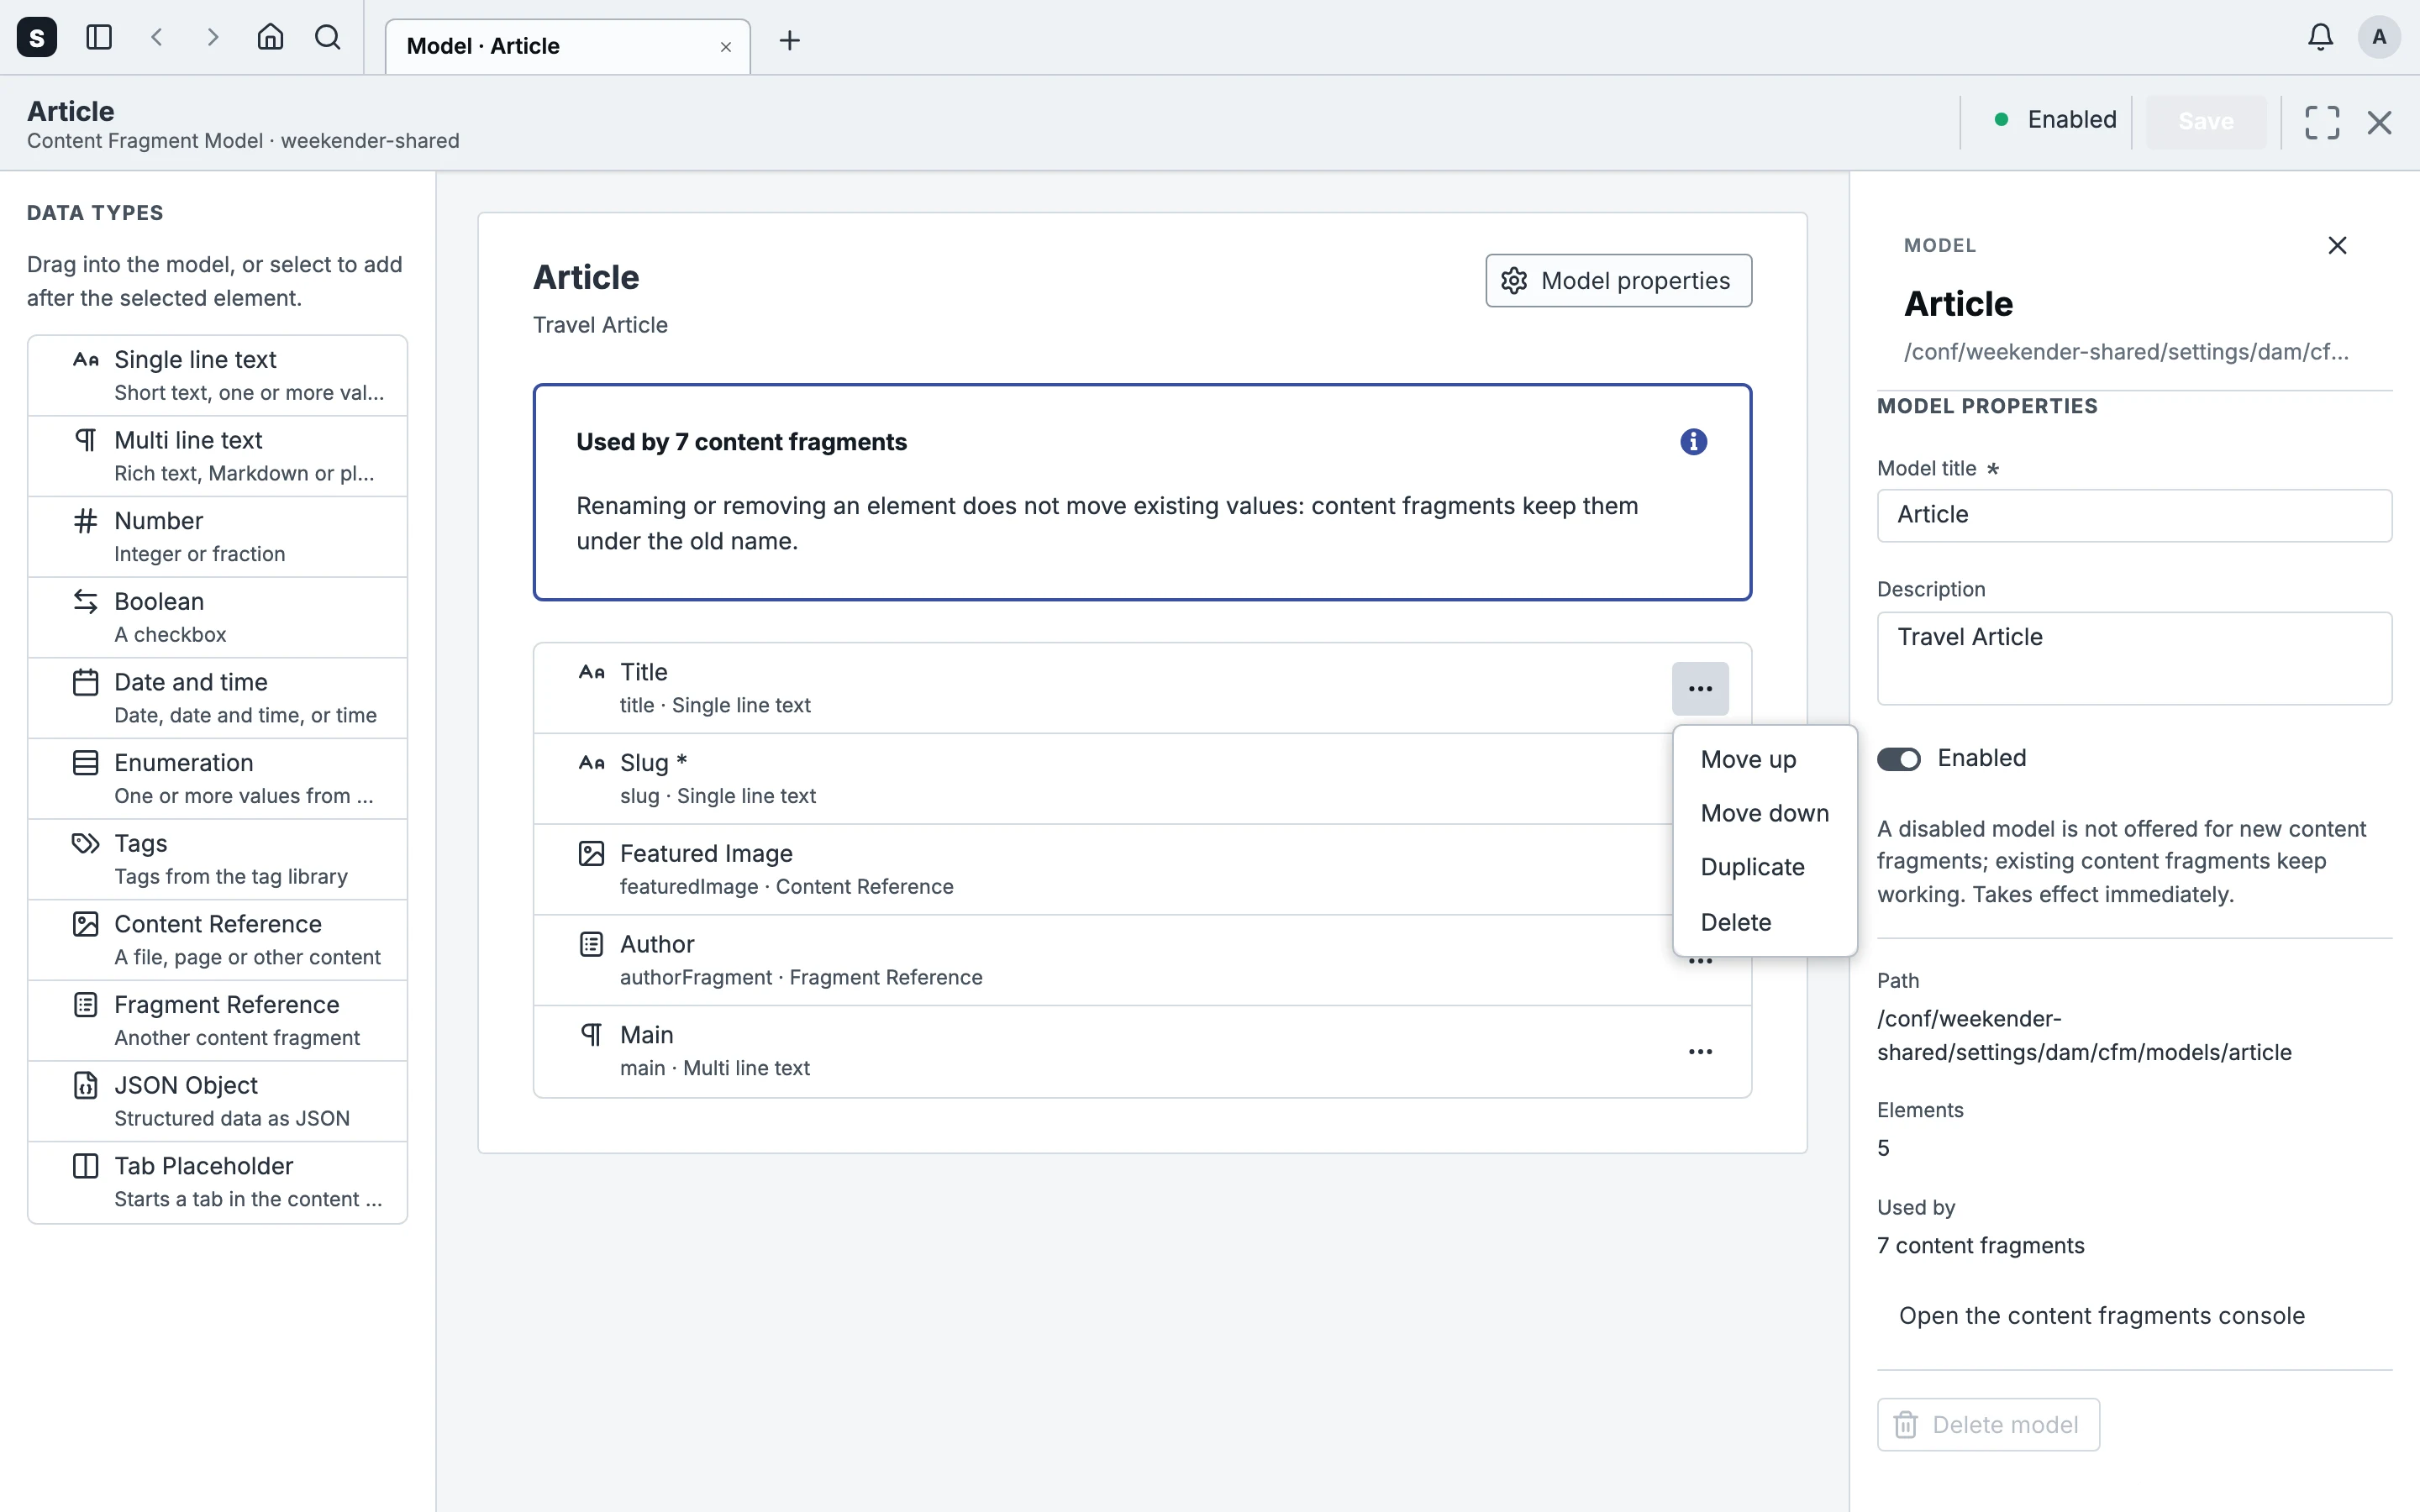 S
Model · Article
A
Article
Content Fragment Model · weekender-shared
Enabled
Save
DATA TYPES
Drag into the model, or select to add
after the selected element.
Single line text
Short text, one or more val...
Multi line text
Rich text, Markdown or pl...
Number
Integer or fraction
Boolean
A checkbox
Date and time
Date, date and time, or time
Enumeration
One or more values from ...
Tags
Tags from the tag library
Content Reference
A file, page or other content
Fragment Reference
Another content fragment
JSON Object
Structured data as JSON
Tab Placeholder
Starts a tab in the content ...
Article
Travel Article
Model properties
Used by 7 content fragments
Renaming or removing an element does not move existing values: content fragments keep them
under the old name.
Title
title · Single line text
Slug *
slug · Single line text
Featured Image
featuredImage · Content Reference
Author
authorFragment · Fragment Reference
Main
main · Multi line text
Move up
Move down
Duplicate
Delete
MODEL
Article
/conf/weekender-shared/settings/dam/cf...
MODEL PROPERTIES
Model title *
Article
Description
Travel Article
Enabled
A disabled model is not offered for new content
fragments; existing content fragments keep
working. Takes effect immediately.
Path
/conf/weekender-
shared/settings/dam/cfm/models/article
Elements
5
Used by
7 content fragments
Open the content fragments console
Delete model